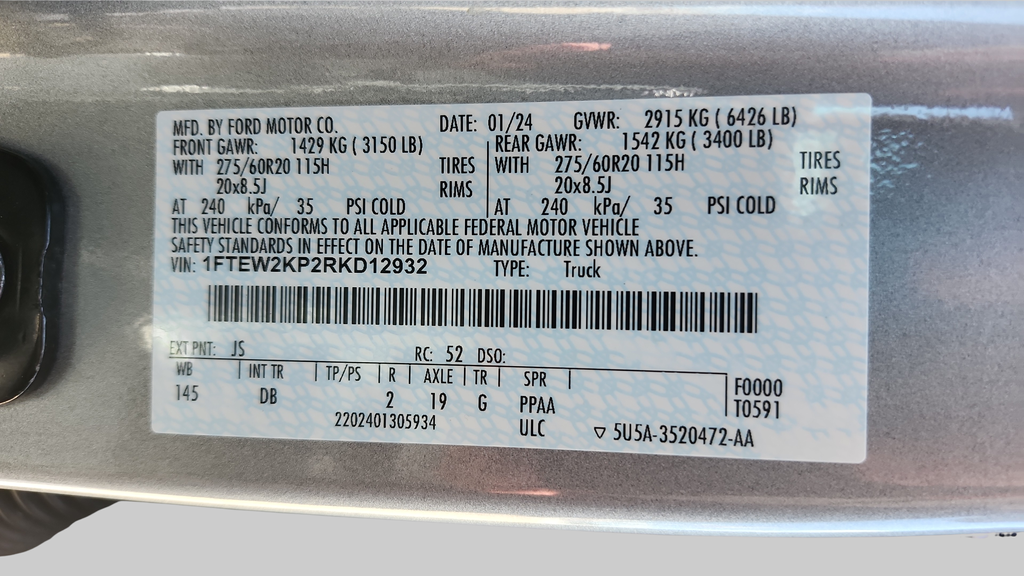 MFD. BY FORD MOTOR CO. DATE: 01/24 GVWR: 2915 KG ( 6426 LB)
FRONT GAWR: 1429 KG ( 3150 LB) REAR GAWR: 1542 KG ( 3400 LB)
WITH 275/60R20 115H TIRES WITH 275/60R20 115H TIRES
20x8.5J RIMS 20x8.5J RIMS
AT 240 kPa/ 35 PSI COLD AT 240 kPa/ 35 PSI COLD
THIS VEHICLE CONFORMS TO ALL APPLICABLE FEDERAL MOTOR VEHICLE
SAFETY STANDARDS IN EFFECT ON THE DATE OF MANUFACTURE SHOWN ABOVE.
VIN: 1FTEW2KP2RKD12932 TYPE: Truck
EXT PNT: JS RC: 52 DSO:
WB INT TR TP/PS R AXLE TR SPR F0000
145 DB 2 19 G PPAA T0591
2202401305934 ULC 5U5A-3520472-AA